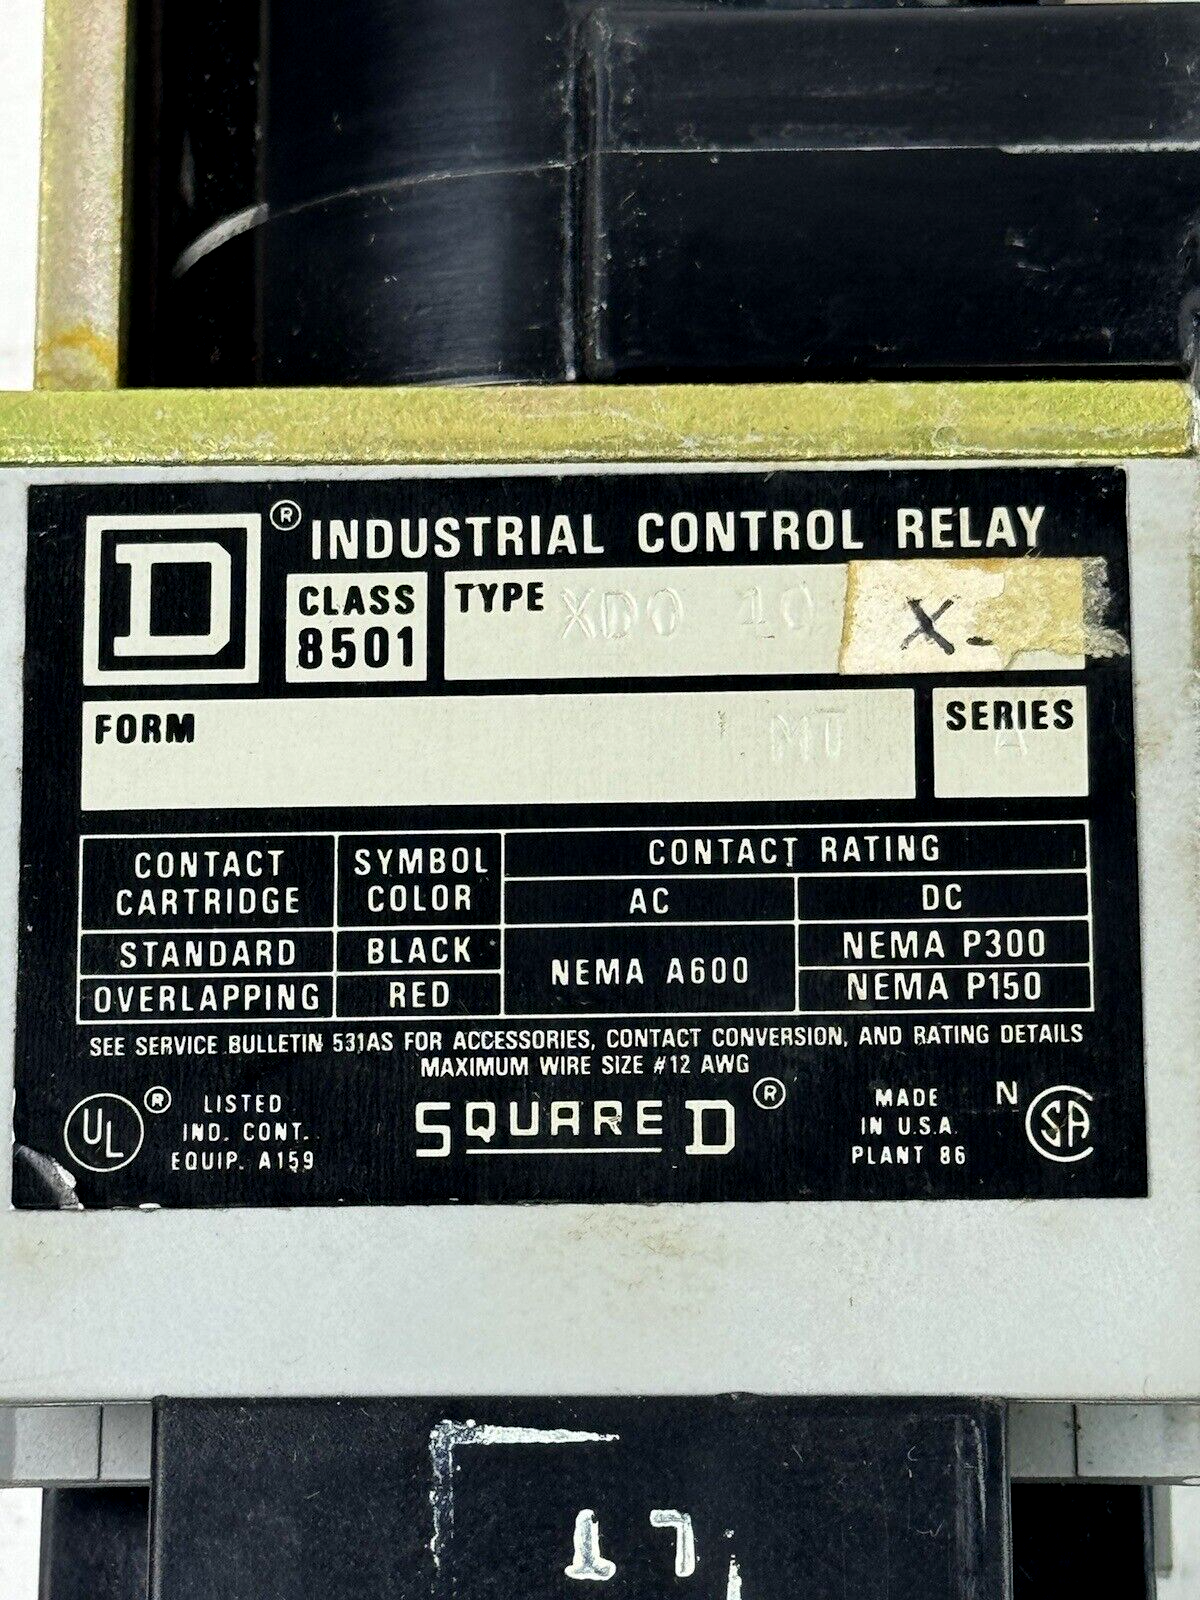 D ® INDUSTRIAL CONTROL RELAY
CLASS 8501 TYPE XDO 10 X-
FORM MT SERIES A
CONTACT CARTRIDGE
SYMBOL COLOR
CONTACT RATING
AC DC
STANDARD BLACK NEMA A600 NEMA P300
OVERLAPPING RED NEMA P150
SEE SERVICE BULLETIN 531AS FOR ACCESSORIES, CONTACT CONVERSION, AND RATING DETAILS
MAXIMUM WIRE SIZE #12 AWG
UL ® LISTED
IND. CONT.
EQUIP. A159
SQUARE D ®
MADE
IN U.S.A.
PLANT 86
N
SA